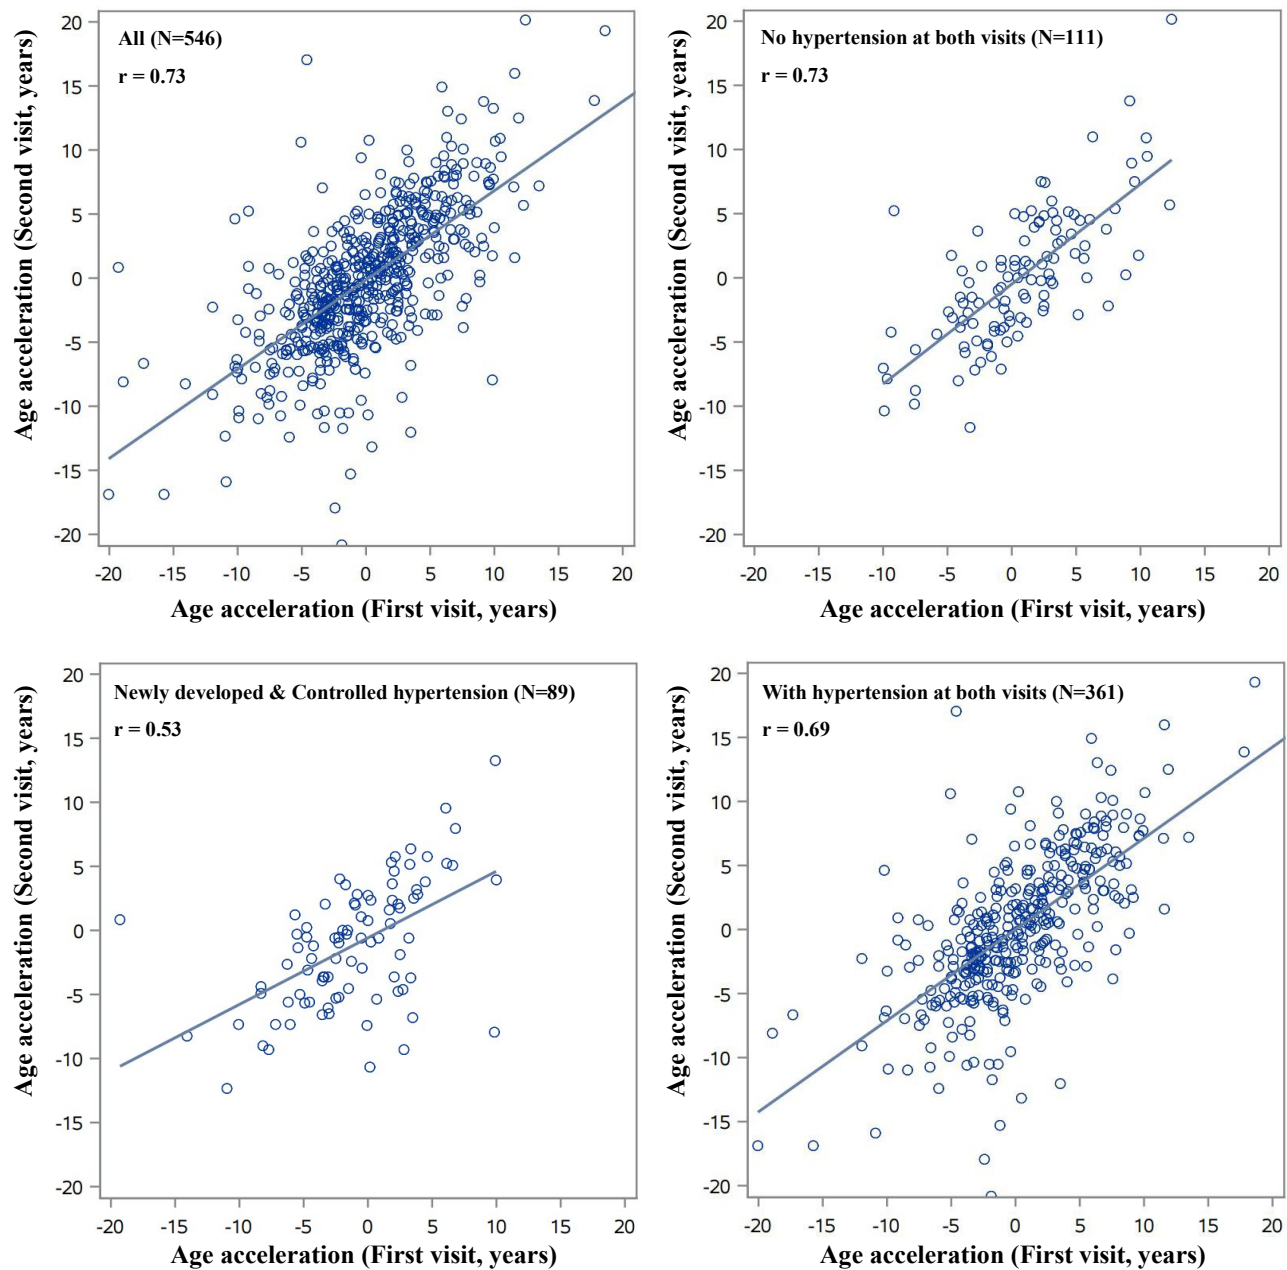 All (N=546)
r = 0.73
Age acceleration (Second visit, years)
20
15
10
5
0
-5
-10
-15
-20
-20 -15 -10 -5 0 5 10 15 20
Age acceleration (First visit, years)
No hypertension at both visits (N=111)
r = 0.73
Age acceleration (Second visit, years)
20
15
10
5
0
-5
-10
-15
-20
-20 -15 -10 -5 0 5 10 15 20
Age acceleration (First visit, years)
Newly developed & Controlled hypertension (N=89)
r = 0.53
Age acceleration (Second visit, years)
20
15
10
5
0
-5
-10
-15
-20
-20 -15 -10 -5 0 5 10 15 20
Age acceleration (First visit, years)
With hypertension at both visits (N=361)
r = 0.69
Age acceleration (Second visit, years)
20
15
10
5
0
-5
-10
-15
-20
-20 -15 -10 -5 0 5 10 15 20
Age acceleration (First visit, years)